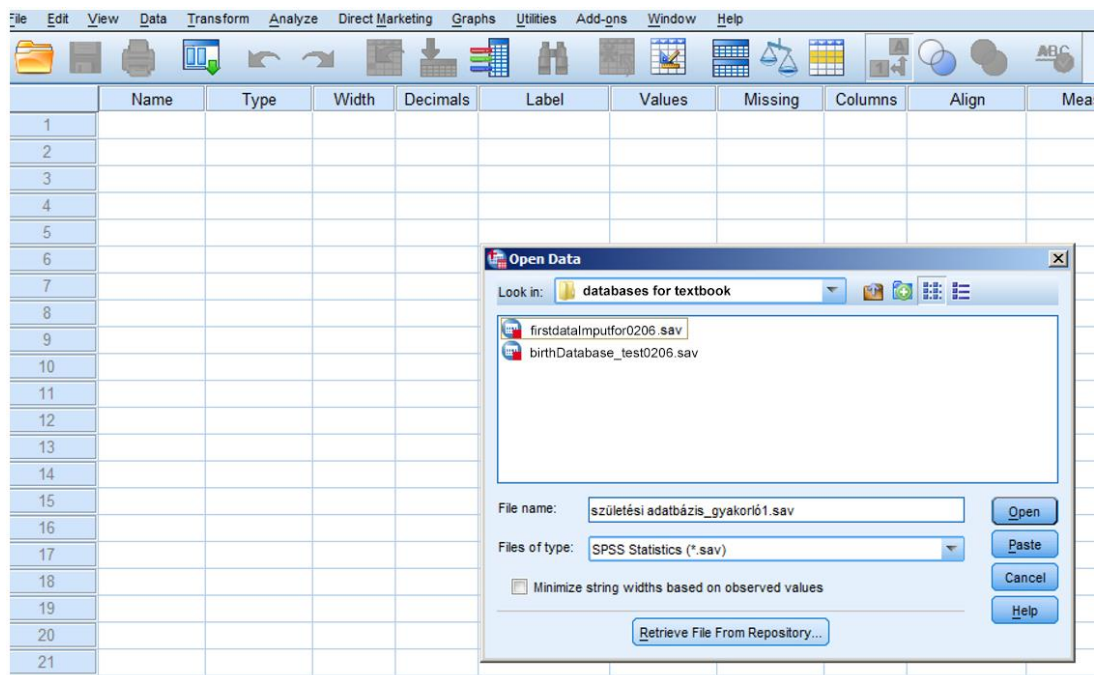 File Edit View Data Transform Analyze Direct Marketing Graphs Utilities Add-ons Window Help
A
1 4
ABC
Name Type Width Decimals Label Values Missing Columns Align Meas
1
2
3
4
5
6
7
8
9
10
11
12
13
14
15
16
17
18
19
20
21
Open Data
Look in: databases for textbook
firstdataImputfor0206.sav
birthDatabase_test0206.sav
File name: születési adatbázis_gyakorló1.sav
Open
Files of type: SPSS Statistics (*.sav)
Paste
Minimize string widths based on observed values
Cancel
Help
Retrieve File From Repository...